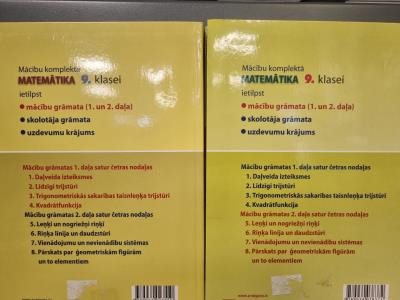 Mācību komplektā
MATEMĀTIKA 9. klasei
ietilpst
• mācību grāmata (1. un 2. daļa)
• skolotāja grāmata
• uzdevumu krājums
Mācību grāmatas 1. daļa satur četras nodaļas
1. Daļveida izteiksmes
2. Līdzīgi trijstūri
3. Trigonometriskās sakarības taisnleņķa trijstūrī
4. Kvadrātfunkcija
Mācību grāmatas 2. daļa satur četras nodaļas
5. Leņķi un nogriežņi riņķī
6. Riņķa līnija un daudzstūri
7. Vienādojumu un nevienādību sistēmas
8. Pārskats par ģeometriskām figūrām
un to elementiem
Mācību komplektā
MATEMĀTIKA 9. klasei
ietilpst
• mācību grāmata (1. un 2. daļa)
• skolotāja grāmata
• uzdevumu krājums
Mācību grāmatas 1. daļa satur četras nodaļas
1. Daļveida izteiksmes
2. Līdzīgi trijstūri
3. Trigonometriskās sakarības taisnleņķa trijstūrī
4. Kvadrātfunkcija
Mācību grāmatas 2. daļa satur četras nodaļas
5. Leņķi un nogriežņi riņķī
6. Riņķa līnija un daudzstūri
7. Vienādojumu un nevienādību sistēmas
8. Pārskats par ģeometriskām figūrām
un to elementiem